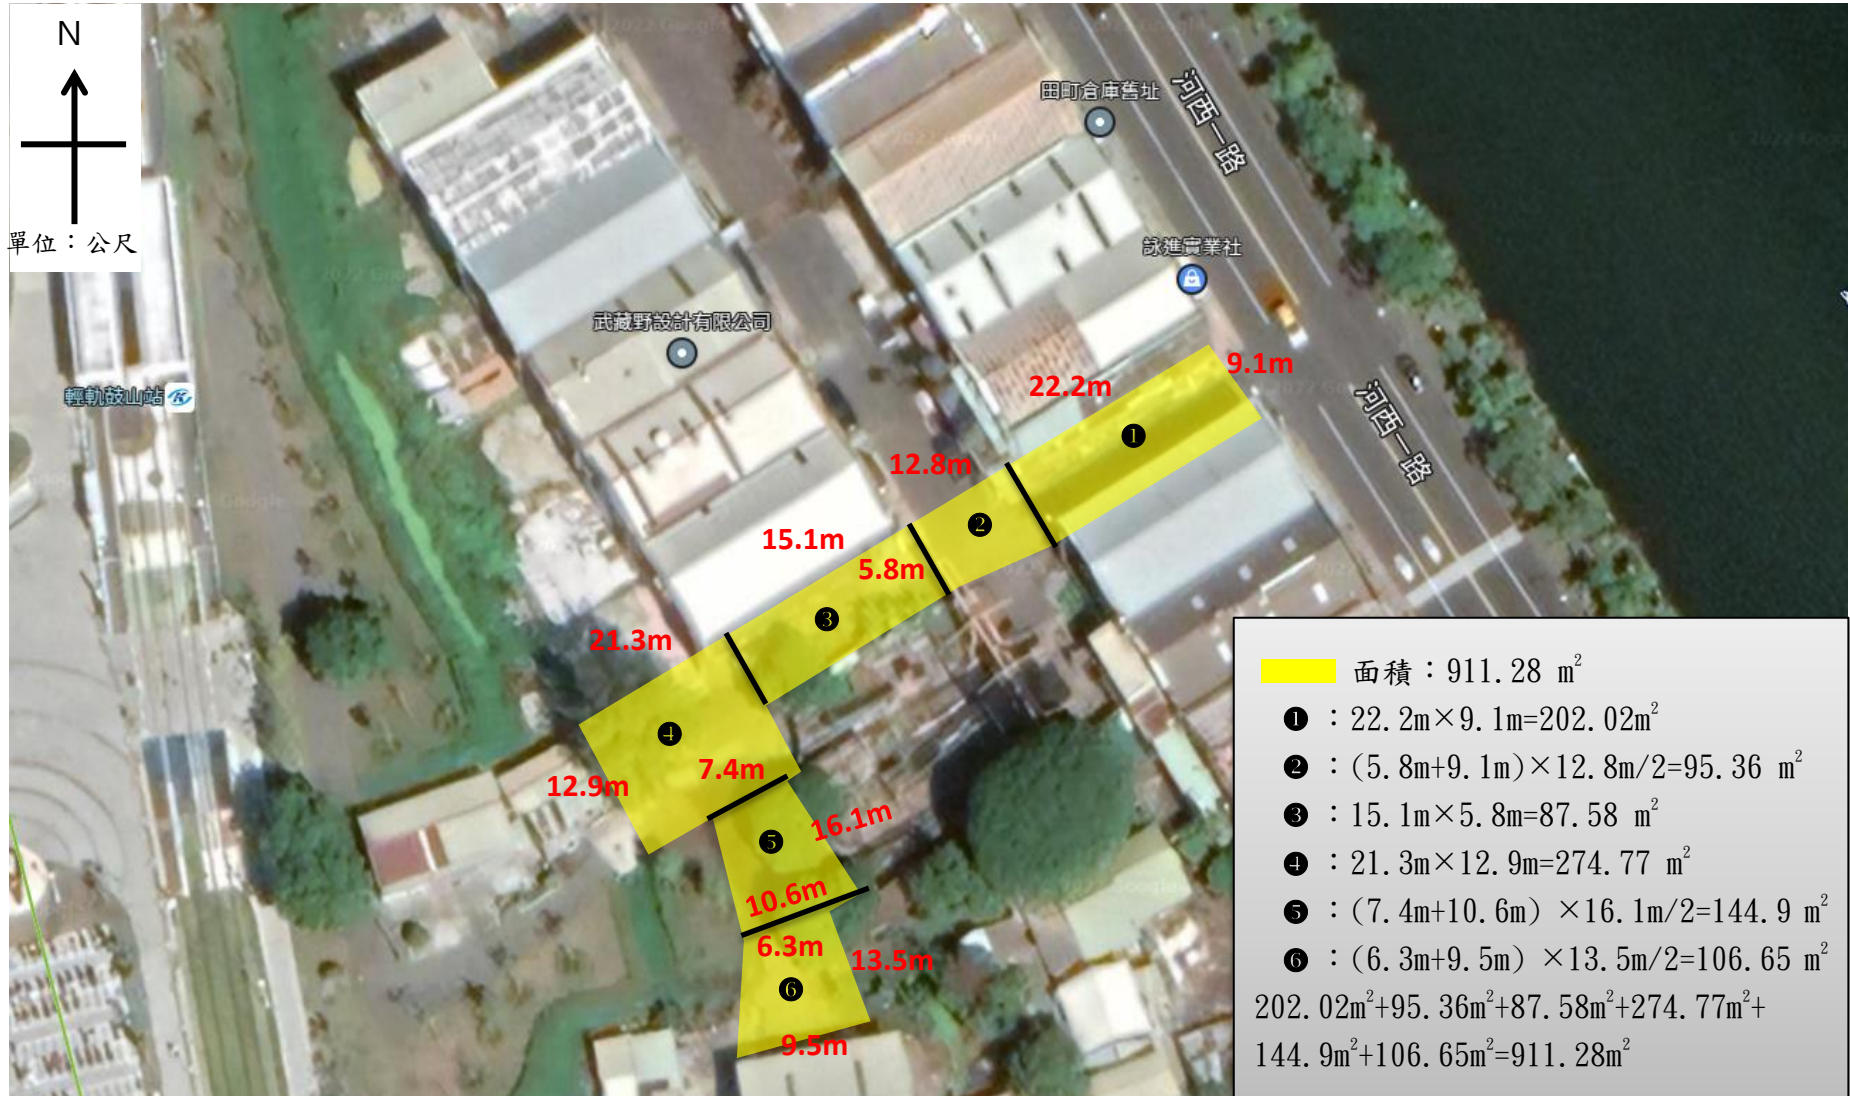 N
單位：公尺
田町倉庫舊址
河西一路
詠進實業社
武藏野設計有限公司
輕軌鼓山站
河西一路
9.1m
22.2m
❶
12.8m
❷
15.1m
5.8m
❸
21.3m
❹
7.4m
12.9m
16.1m
❺
10.6m
6.3m
13.5m
❻
9.5m
面積：911.28 m²
❶：22.2m×9.1m=202.02m²
❷：(5.8m+9.1m)×12.8m/2=95.36 m²
❸：15.1m×5.8m=87.58 m²
❹：21.3m×12.9m=274.77 m²
❺：(7.4m+10.6m) ×16.1m/2=144.9 m²
❻：(6.3m+9.5m) ×13.5m/2=106.65 m²
202.02m²+95.36m²+87.58m²+274.77m²+
144.9m²+106.65m²=911.28m²